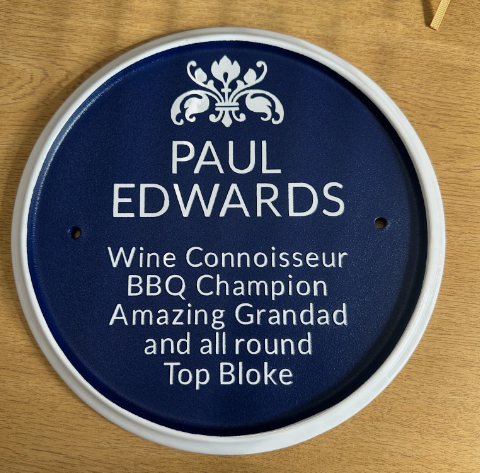 PAUL
EDWARDS
Wine Connoisseur
BBQ Champion
Amazing Grandad
and all round
Top Bloke